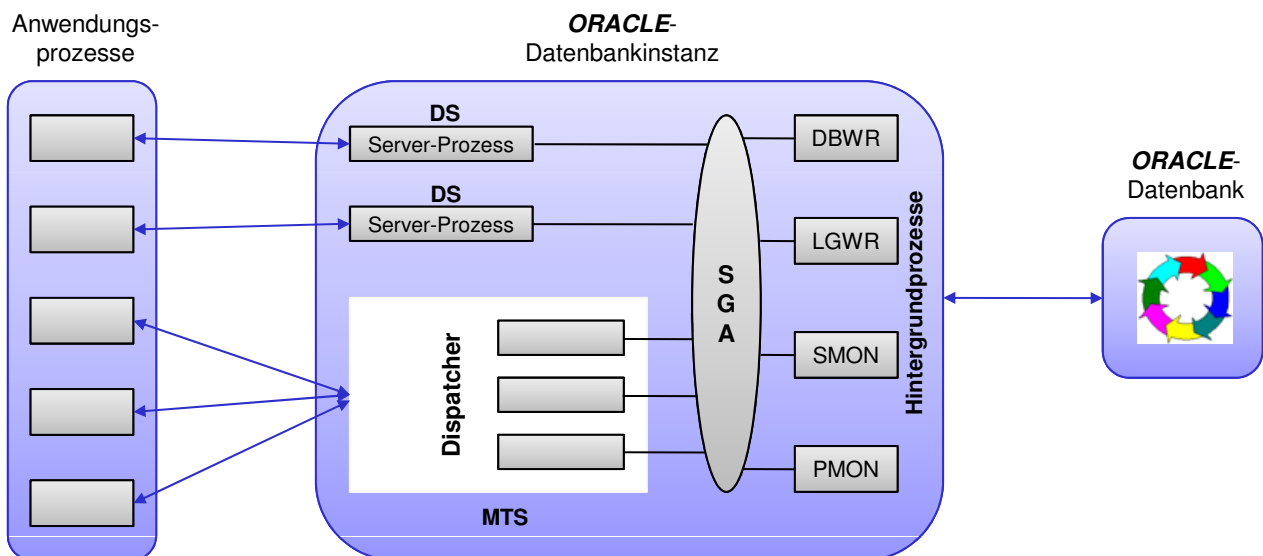 Anwendungs-
prozesse
ORACLE-
Datenbankinstanz
DS
Server-Prozess
DS
Server-Prozess
Dispatcher
MTS
S
G
A
DBWR
LGWR
SMON
PMON
Hintergrundprozesse
ORACLE-
Datenbank